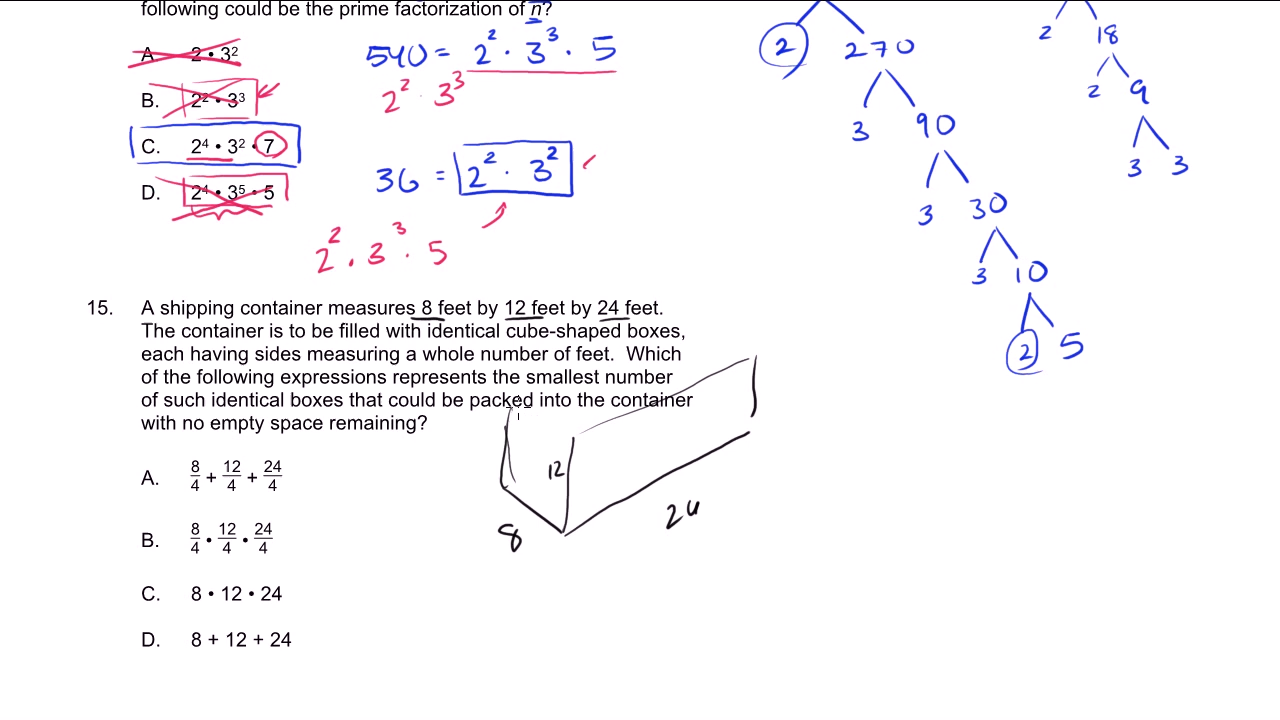 following could be the prime factorization of n?
A. 2 • 3²
B. 2² • 3³
C. 2⁴ • 3² • 7
D. 2⁴ • 3⁵ • 5
540 = 2² · 3³ · 5
2² · 3³
36 = 2² · 3²
2² · 3³ · 5
2 270
3 90
3 30
3 10
2 5
2 18
2 9
3 3
15. A shipping container measures 8 feet by 12 feet by 24 feet.
The container is to be filled with identical cube-shaped boxes,
each having sides measuring a whole number of feet. Which
of the following expressions represents the smallest number
of such identical boxes that could be packed into the container
with no empty space remaining?
A. 8/4 + 12/4 + 24/4
B. 8/4 • 12/4 • 24/4
C. 8 • 12 • 24
D. 8 + 12 + 24
12
8
24